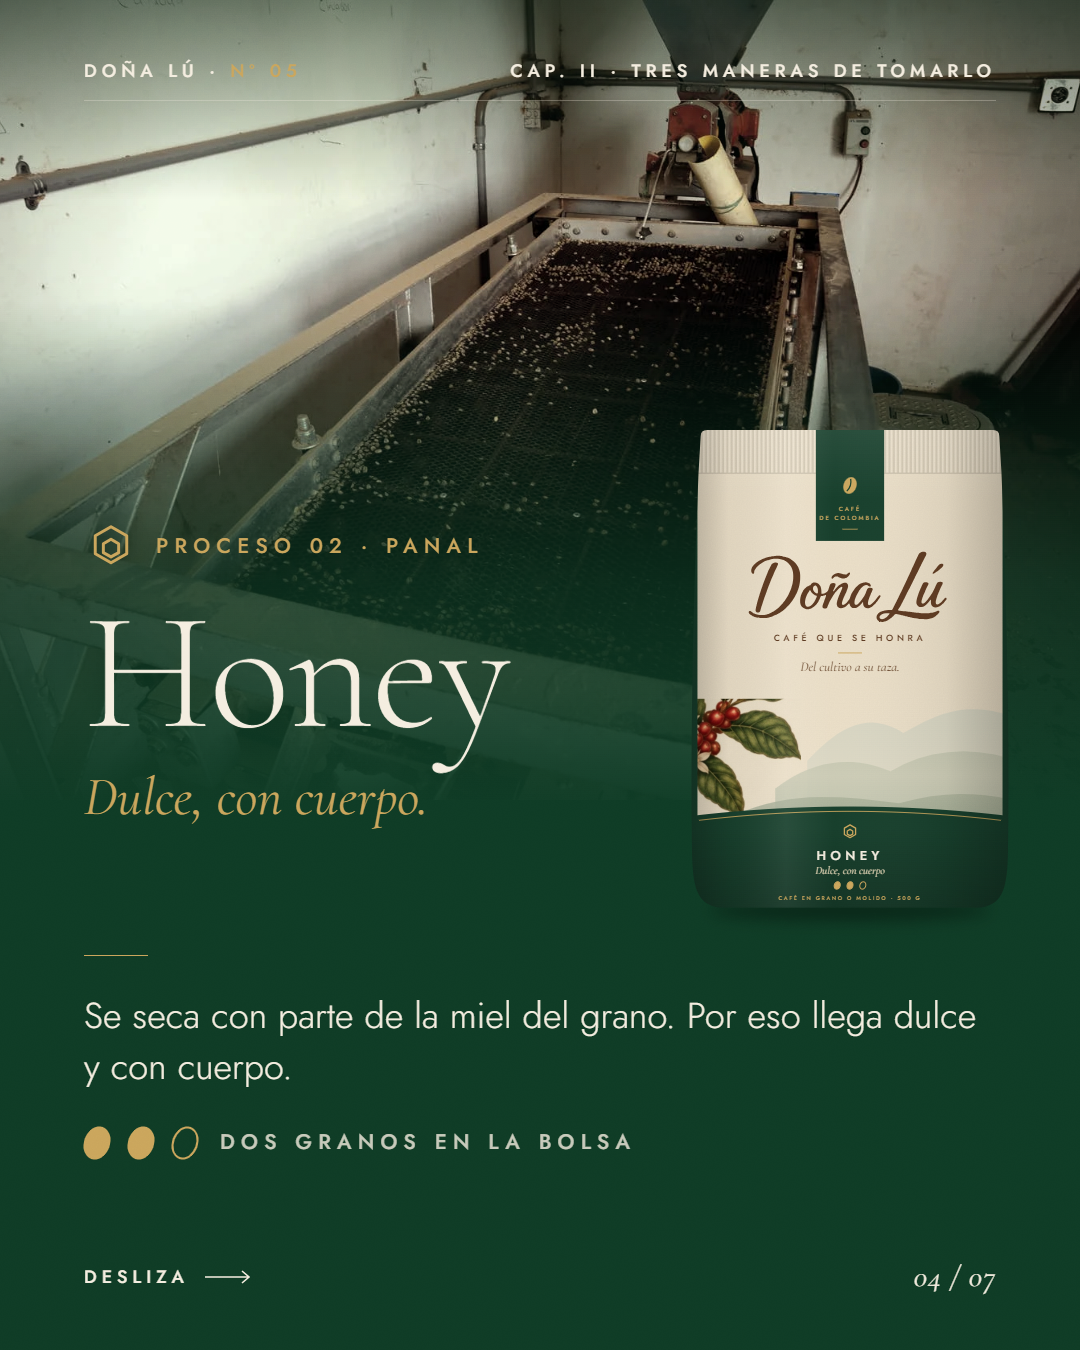 DOÑA LÚ · N° 05
CAP. II · TRES MANERAS DE TOMARLO
PROCESO 02 · PANAL
Honey
Dulce, con cuerpo.
CAFÉ
DE COLOMBIA
Doña Lú
CAFÉ QUE SE HONRA
Del cultivo a su taza.
HONEY
Dulce, con cuerpo
CAFÉ EN GRANO O MOLIDO · 500 G
Se seca con parte de la miel del grano. Por eso llega dulce
y con cuerpo.
DOS GRANOS EN LA BOLSA
DESLIZA
04 / 07